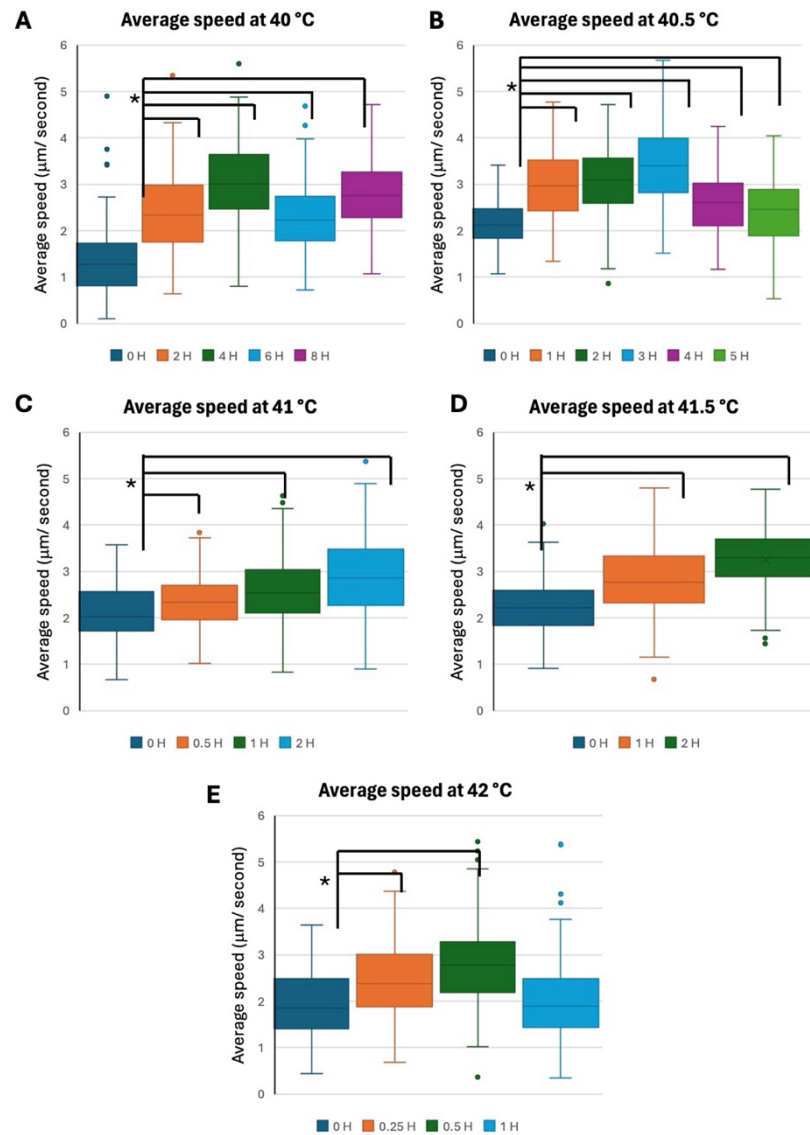 A
Average speed at 40 °C
Average speed (µm/ second)
6
5
4
3
2
1
0
*
0 H 2 H 4 H 6 H 8 H
B
Average speed at 40.5 °C
Average speed (µm/ second)
6
5
4
3
2
1
0
*
0 H 1 H 2 H 3 H 4 H 5 H
C
Average speed at 41 °C
Average speed (µm/ second)
6
5
4
3
2
1
0
*
0 H 0.5 H 1 H 2 H
D
Average speed at 41.5 °C
Average speed (µm/ second)
6
5
4
3
2
1
0
*
0 H 1 H 2 H
E
Average speed at 42 °C
Average speed (µm/ second)
6
5
4
3
2
1
0
*
0 H 0.25 H 0.5 H 1 H